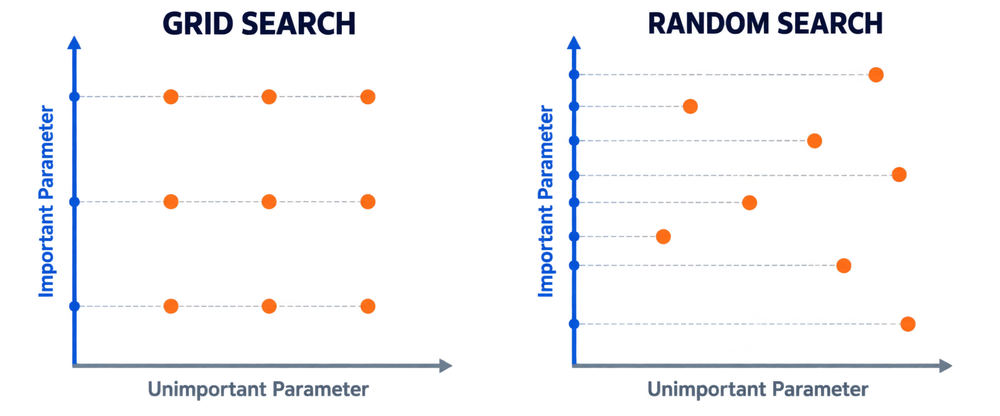 GRID SEARCH
Important Parameter
Unimportant Parameter
RANDOM SEARCH
Important Parameter
Unimportant Parameter